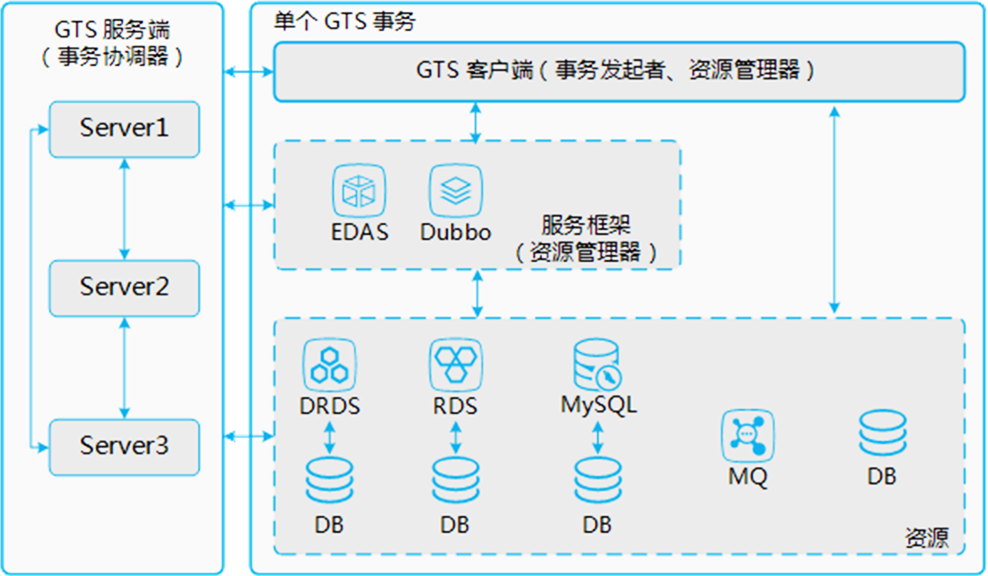 GTS 服务端
（事务协调器）
Server1
Server2
Server3
单个 GTS 事务
GTS 客户端（事务发起者、资源管理器）
EDAS
Dubbo
服务框架
（资源管理器）
DRDS
RDS
MySQL
DB
DB
DB
MQ
DB
资源